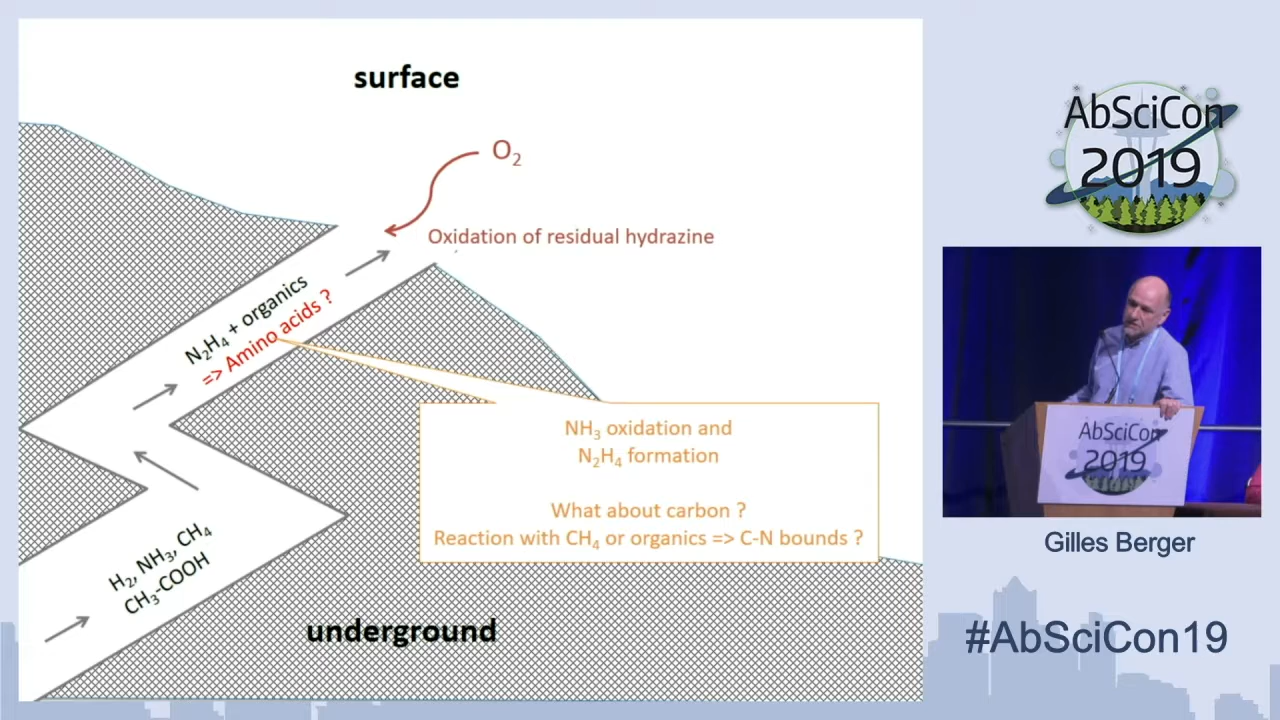 surface
O₂
Oxidation of residual hydrazine
N₂H₄ + organics
=> Amino acids ?
NH₃ oxidation and
N₂H₄ formation
What about carbon ?
Reaction with CH₄ or organics => C-N bounds ?
H₂, NH₃, CH₄
CH₃-COOH
underground
AbSciCon
2019
AbSciCon
2019
Gilles Berger
#AbSciCon19